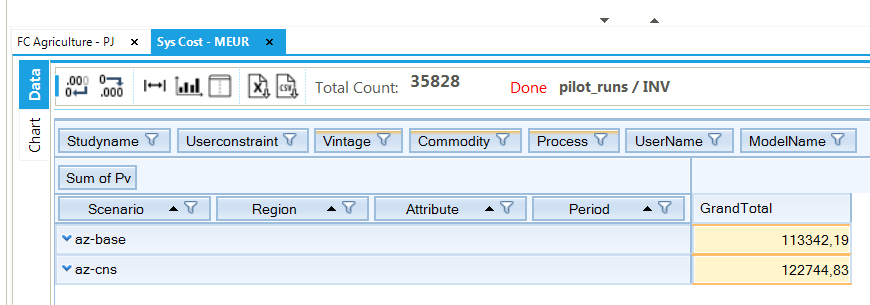 FC Agriculture - PJ x Sys Cost - MEUR x
Data
Chart
.000 0 0 .000 Total Count: 35828 Done pilot_runs / INV
Studyname Userconstraint Vintage Commodity Process UserName ModelName
Sum of Pv
Scenario Region Attribute Period GrandTotal
az-base 113342,19
az-cns 122744,83